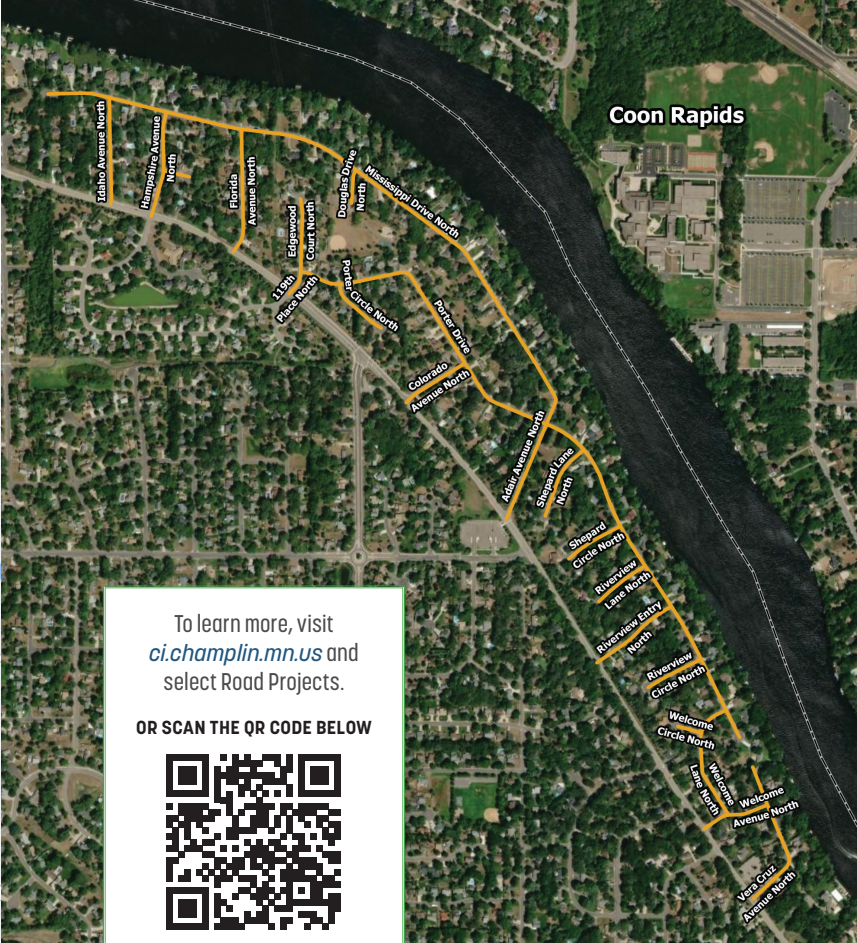 Coon Rapids
Idaho Avenue North
Hampshire Avenue
North
Florida
Avenue North
Edgewood
Court North
Douglas Drive
North
Mississippi Drive North
119th
Place North
Porter
Circle North
Porter Drive
Colorado
Avenue North
Adair Avenue North
Shepard Lane
North
Shepard
Circle North
Riverview
Lane North
Riverview Entry
North
Riverview
Circle North
Welcome
Circle North
Welcome
Lane North
Welcome
Avenue North
Vera Cruz
Avenue North
To learn more, visit
ci.champlin.mn.us and
select Road Projects.
OR SCAN THE QR CODE BELOW